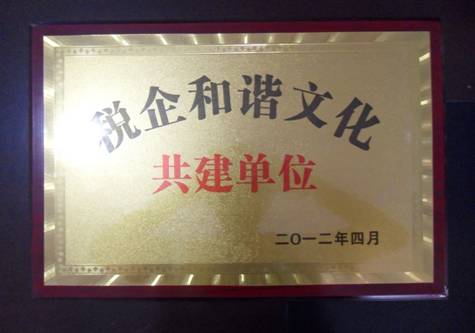 税企和谐文化
共建单位
二〇一二年四月